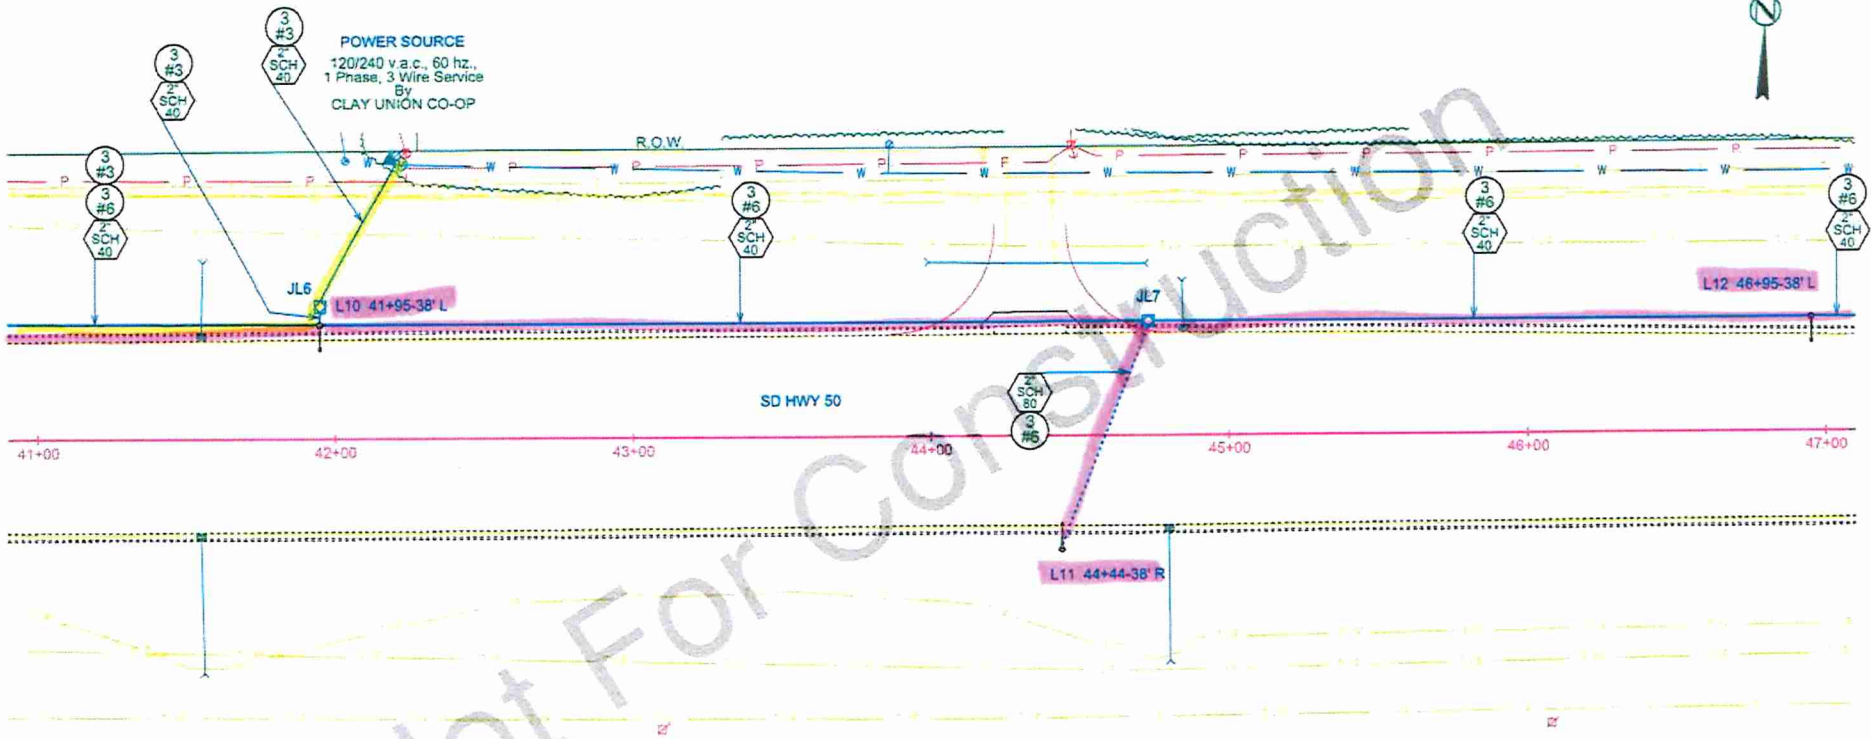 3
#3
2"
SCH
40
3
#3
2"
SCH
40
POWER SOURCE
120/240 v.a.c., 60 hz.,
1 Phase, 3 Wire Service
By
CLAY UNION CO-OP
N
R.O.W.
W P W P W P W P W P W P W P W P W P W P W P W
P P P
3
#3
3
#6
2"
SCH
40
3
#6
2"
SCH
40
3
#6
2"
SCH
40
3
#6
2"
SCH
40
JL6
L10 41+95-38' L
JL7
L12 46+95-38' L
SD HWY 50
2"
SCH
80
3
#6
41+00 42+00 43+00 44+00 45+00 46+00 47+00
L11 44+44-38' R
Not For Construction